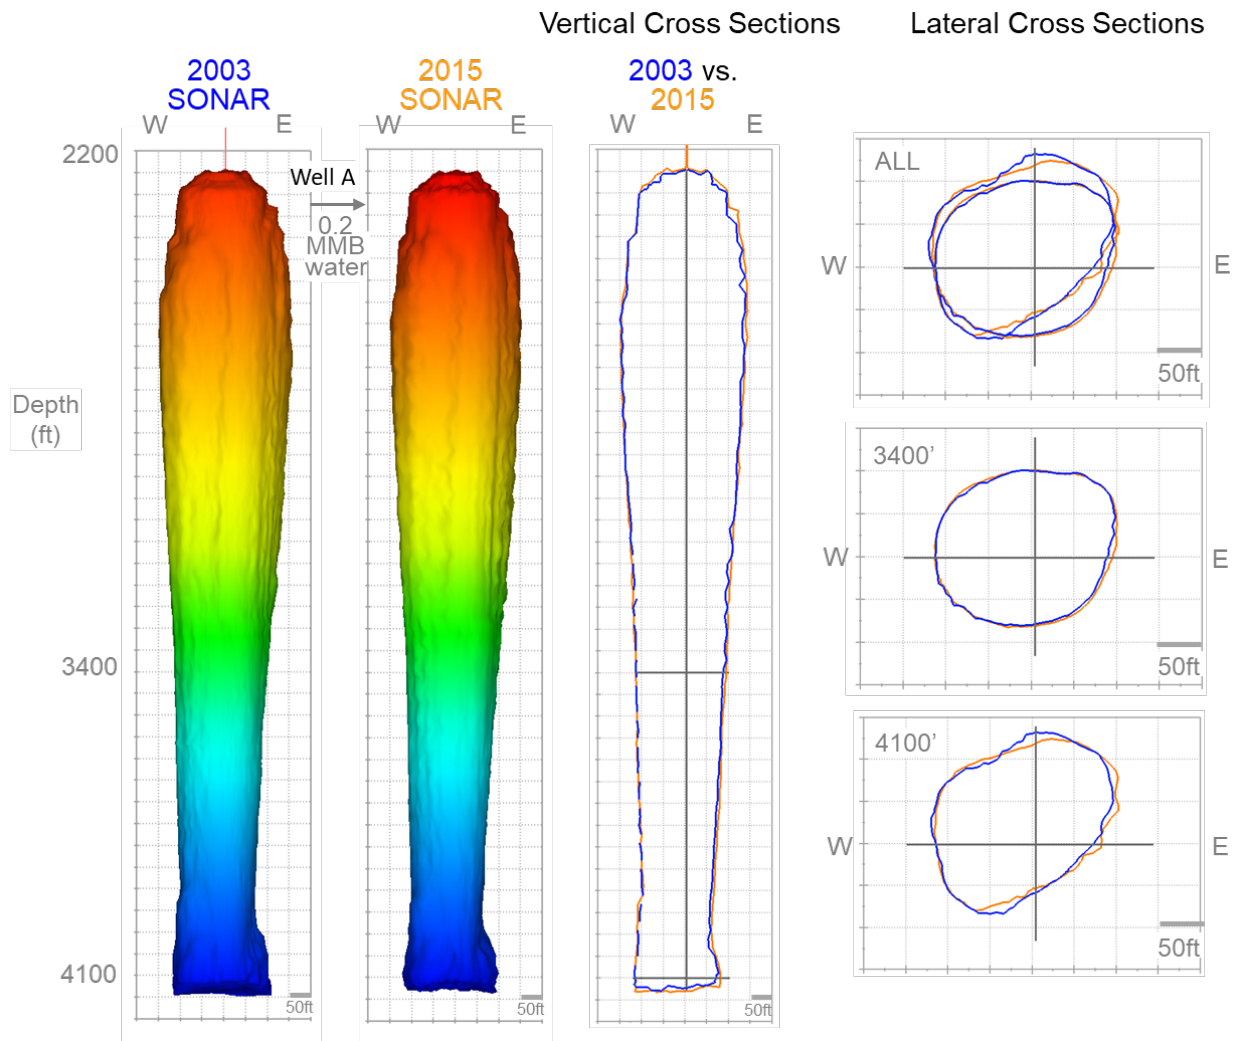 Vertical Cross Sections
Lateral Cross Sections
2003
SONAR
2015
SONAR
2003 vs.
2015
W
E
W
E
W
E
2200
Well A
0.2
MMB
water
Depth
(ft)
3400
4100
50ft
50ft
50ft
ALL
W
E
50ft
3400’
W
E
50ft
4100’
W
E
50ft